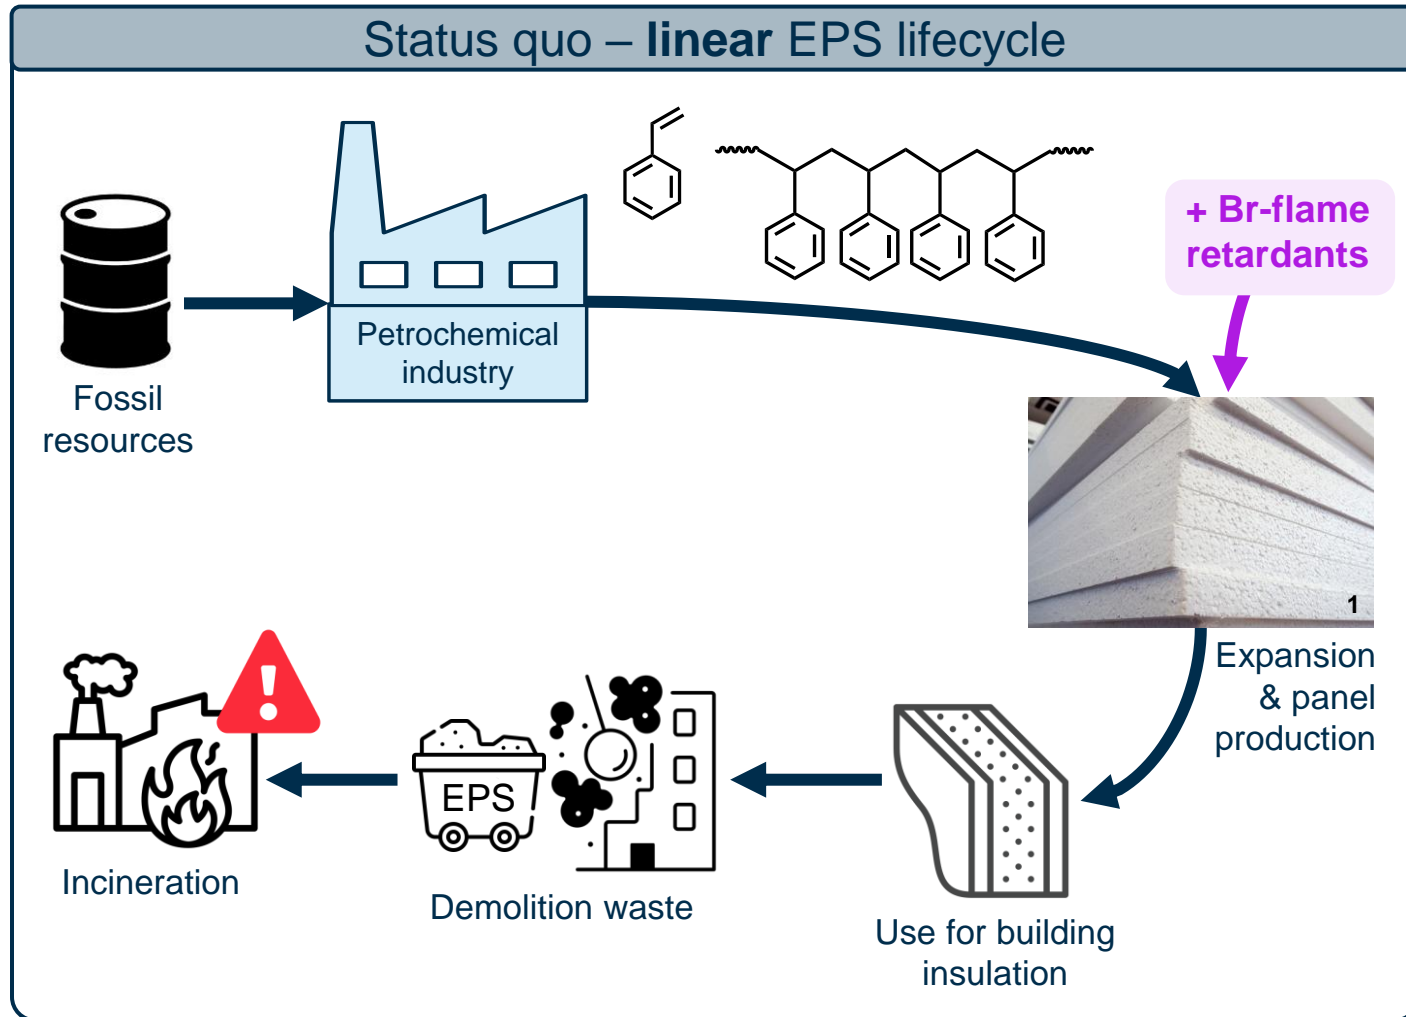 Status quo – linear EPS lifecycle
+ Br-flame
retardants
Petrochemical
industry
Fossil
resources
1
Expansion
& panel
production
EPS
Incineration
Demolition waste
Use for building
insulation